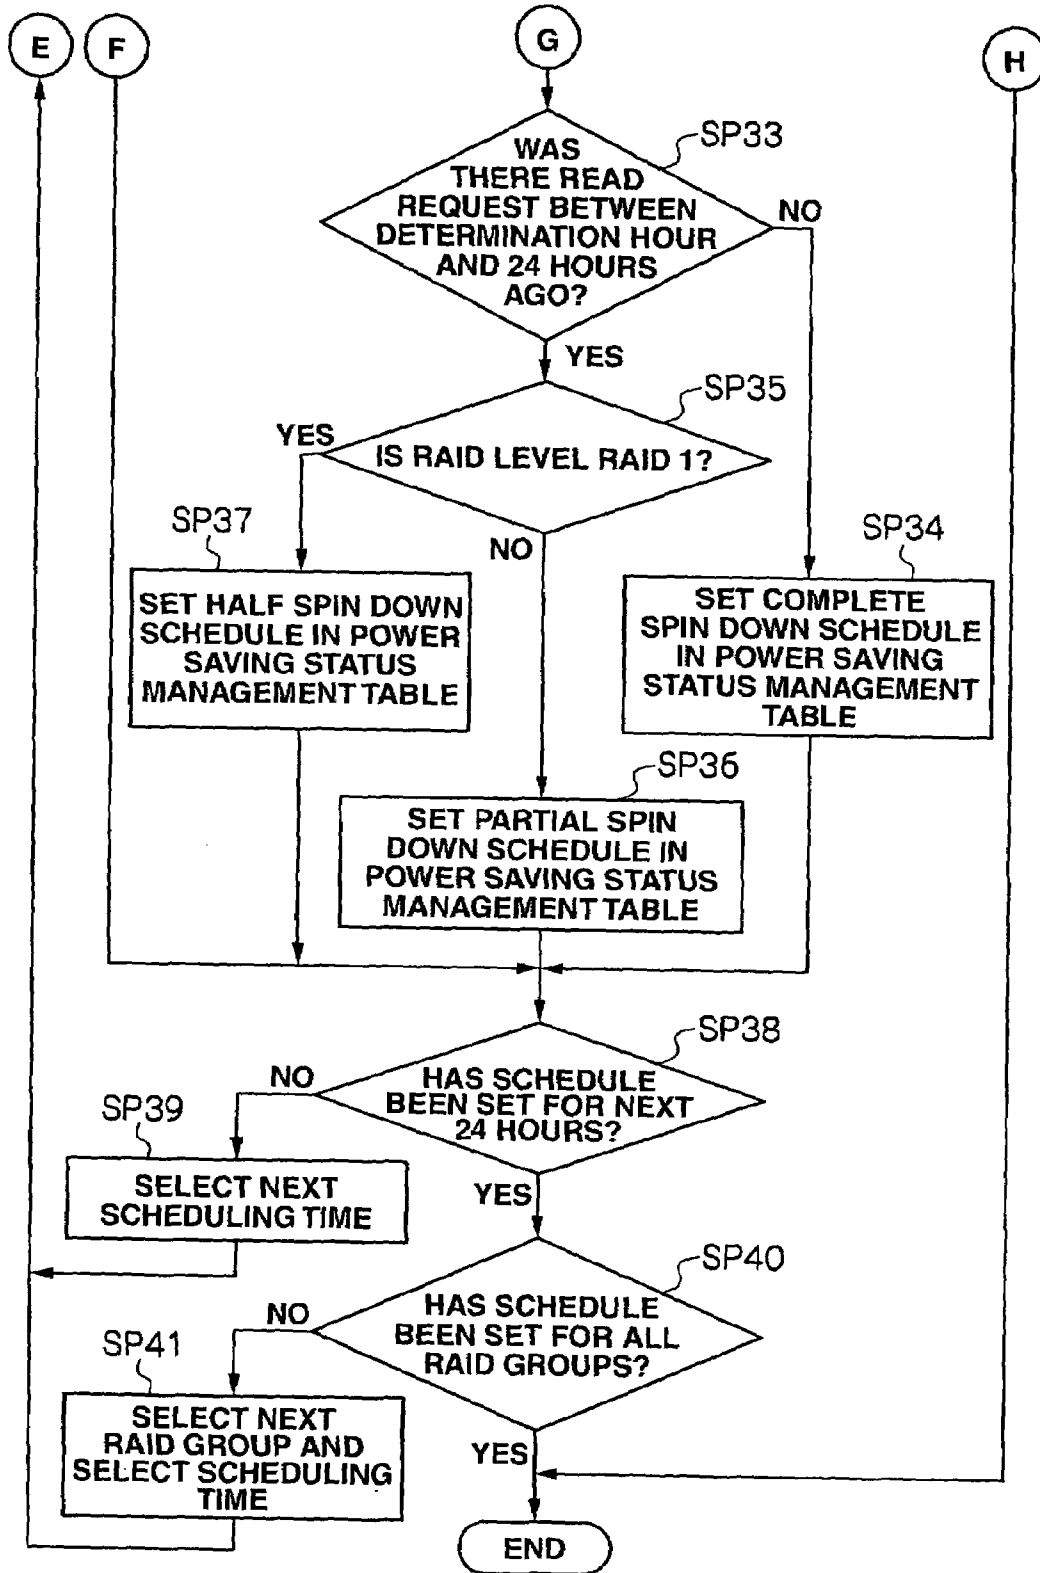 E
F
G
H
SP33
WAS
THERE READ
REQUEST BETWEEN
DETERMINATION HOUR
AND 24 HOURS
AGO?
NO
YES
SP35
YES
IS RAID LEVEL RAID 1?
NO
SP37
SET HALF SPIN DOWN
SCHEDULE IN POWER
SAVING STATUS
MANAGEMENT TABLE
SP34
SET COMPLETE
SPIN DOWN SCHEDULE
IN POWER SAVING
STATUS MANAGEMENT
TABLE
SP36
SET PARTIAL SPIN
DOWN SCHEDULE IN
POWER SAVING STATUS
MANAGEMENT TABLE
SP38
NO
HAS SCHEDULE
BEEN SET FOR NEXT
24 HOURS?
SP39
SELECT NEXT
SCHEDULING TIME
YES
SP40
NO
HAS SCHEDULE
BEEN SET FOR ALL
RAID GROUPS?
SP41
SELECT NEXT
RAID GROUP AND
SELECT SCHEDULING
TIME
YES
END